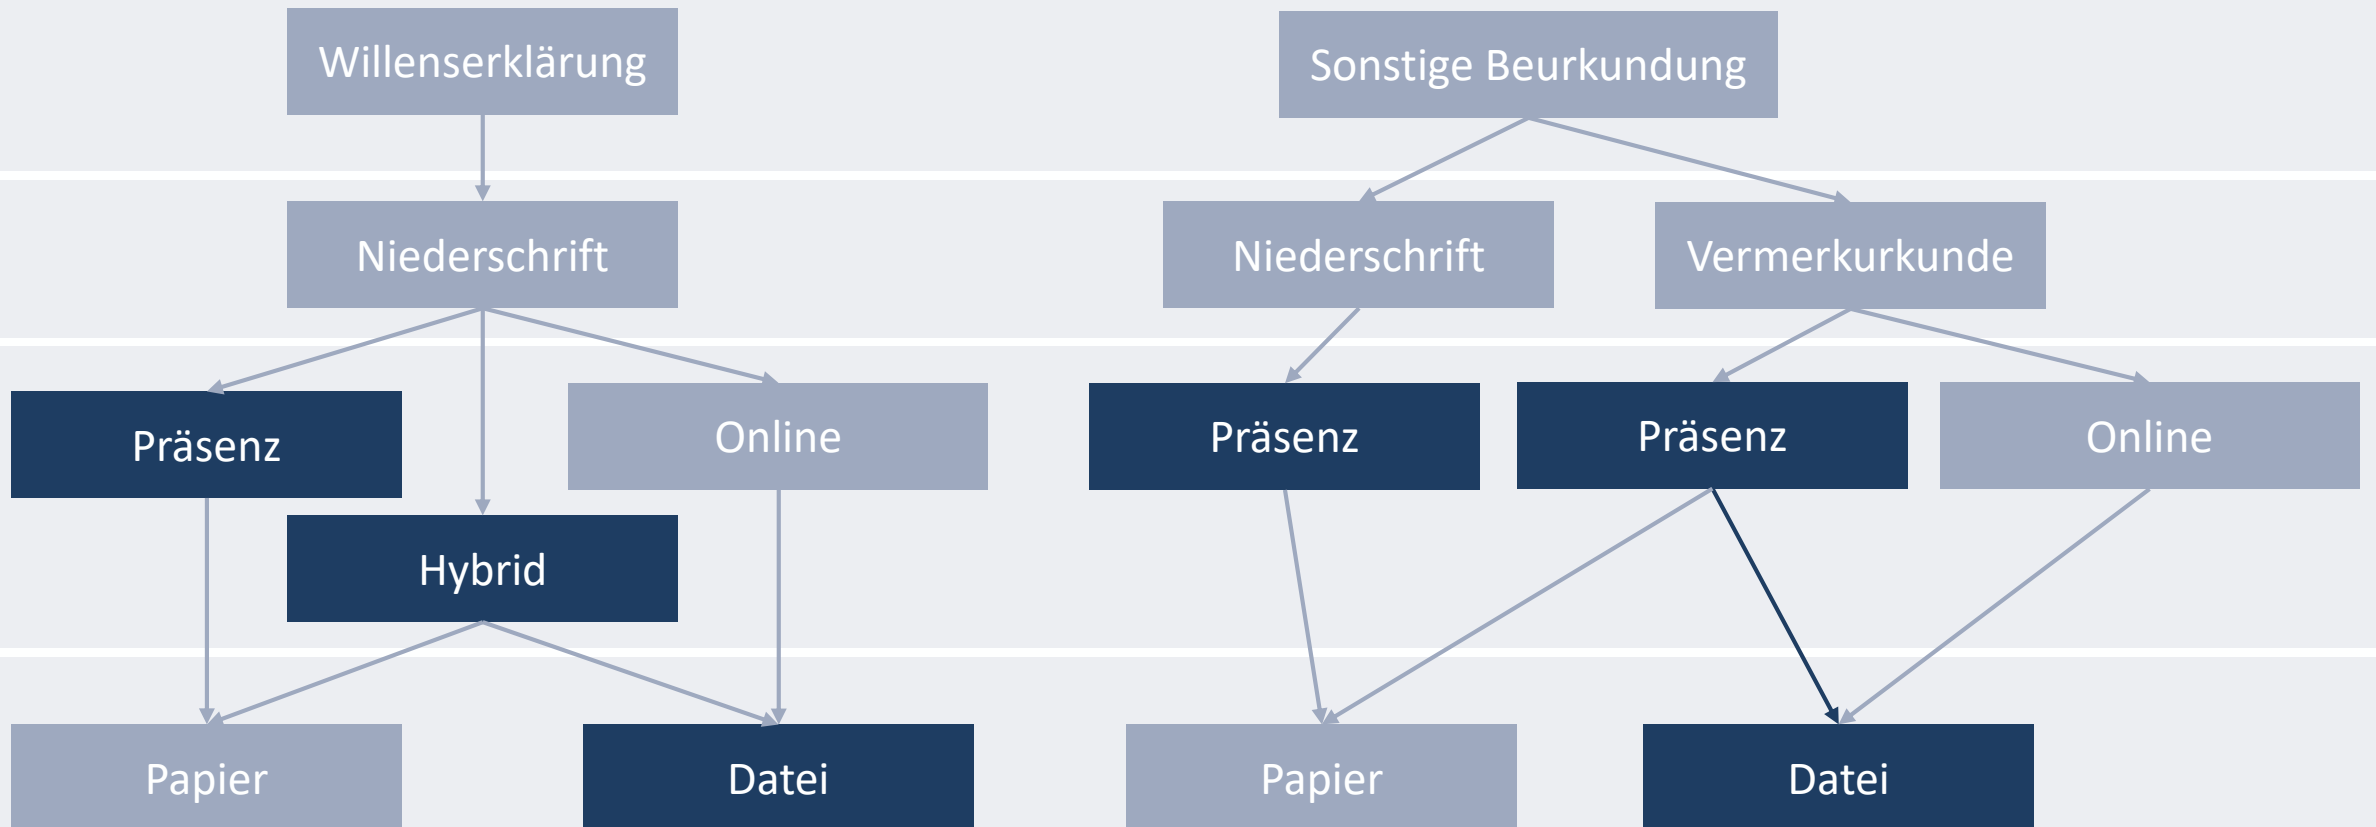 Willenserklärung
Sonstige Beurkundung
Niederschrift
Niederschrift
Vermerkurkunde
Präsenz
Online
Präsenz
Präsenz
Online
Hybrid
Papier
Datei
Papier
Datei